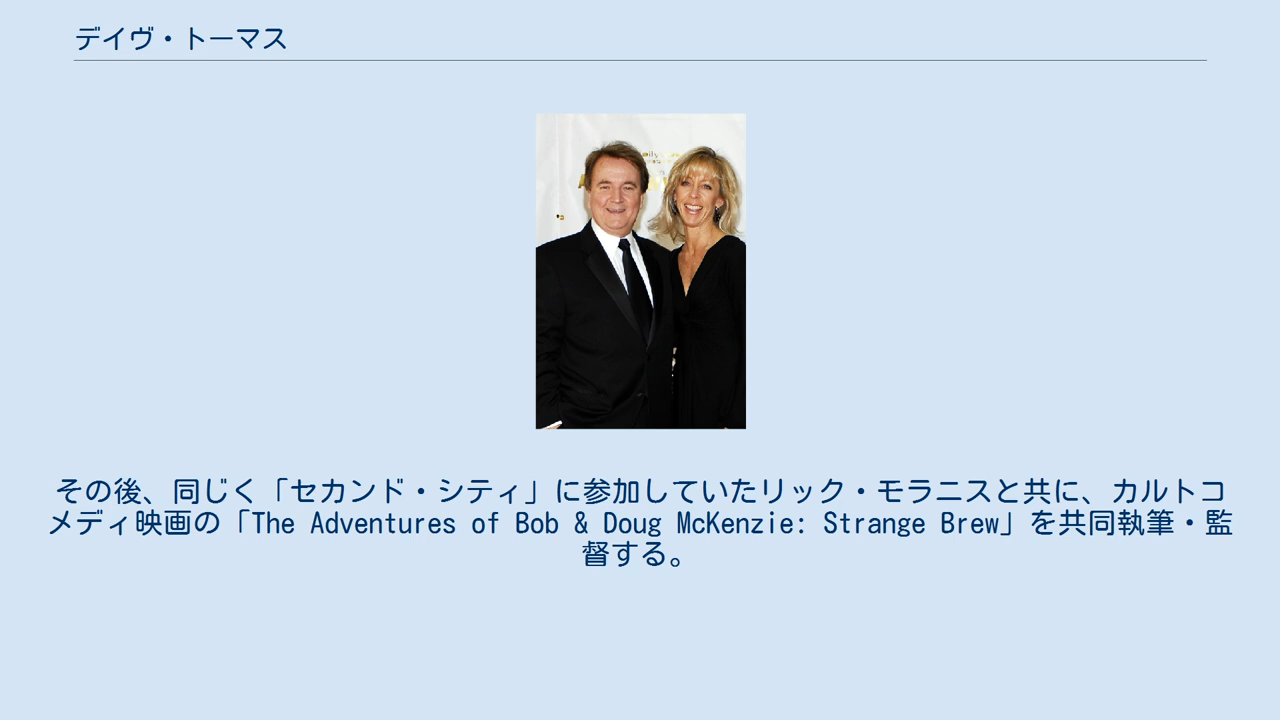 デイヴ・トーマス
その後、同じく「セカンド・シティ」に参加していたリック・モラニスと共に、カルトコ
メディ映画の「The Adventures of Bob & Doug McKenzie: Strange Brew」を共同執筆・監
督する。